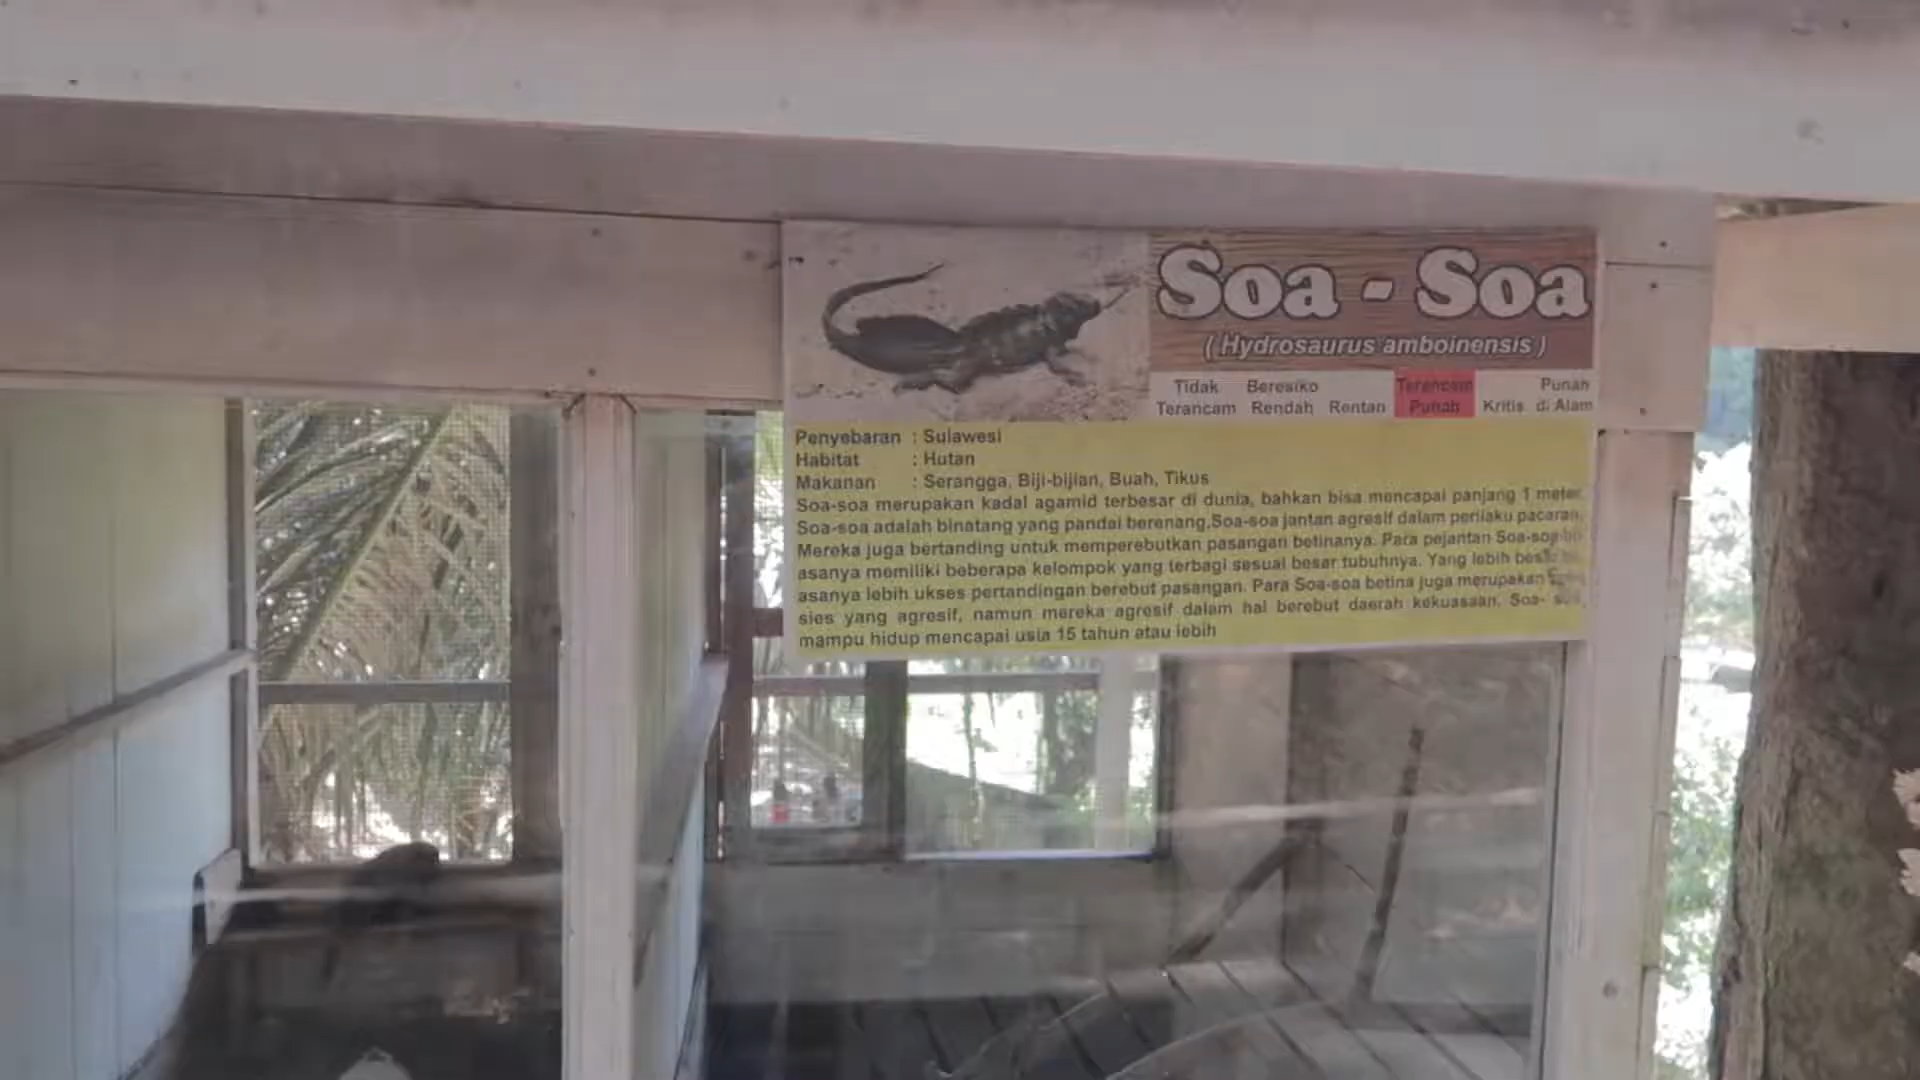 Soa - Soa
( Hydrosaurus amboinensis )
Tidak Terancam
Beresiko Rendah
Rentan
Terancam Punah
Kritis
Punah di Alam
Penyebaran : Sulawesi
Habitat : Hutan
Makanan : Serangga, Biji-bijian, Buah, Tikus
Soa-soa merupakan kadal agamid terbesar di dunia, bahkan bisa mencapai panjang 1 meter.
Soa-soa adalah binatang yang pandai berenang.Soa-soa jantan agresif dalam perilaku pacaran.
Mereka juga bertanding untuk memperebutkan pasangan betinanya. Para pejantan Soa-soa bi
asanya memiliki beberapa kelompok yang terbagi sesuai besar tubuhnya. Yang lebih besar
asanya lebih ukses pertandingan berebut pasangan. Para Soa-soa betina juga merupakan
sies yang agresif, namun mereka agresif dalam hal berebut daerah kekuasaan. Soa- soa
mampu hidup mencapai usia 15 tahun atau lebih